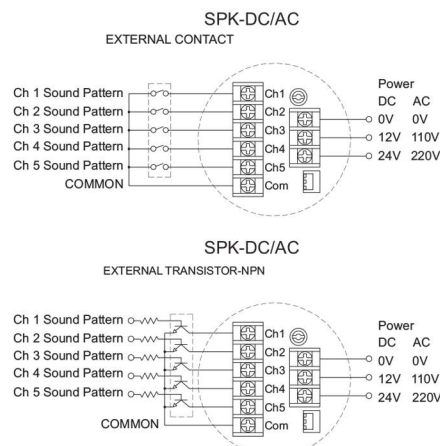 SPK-DC/AC
EXTERNAL CONTACT
Power
DC AC
Ch 1 Sound Pattern Ch1
Ch 2 Sound Pattern Ch2 0V 0V
Ch 3 Sound Pattern Ch3 12V 110V
Ch 4 Sound Pattern Ch4 24V 220V
Ch 5 Sound Pattern Ch5
COMMON Com
SPK-DC/AC
EXTERNAL TRANSISTOR-NPN
Power
DC AC
Ch 1 Sound Pattern Ch1
Ch 2 Sound Pattern Ch2 0V 0V
Ch 3 Sound Pattern Ch3 12V 110V
Ch 4 Sound Pattern Ch4 24V 220V
Ch 5 Sound Pattern Ch5
COMMON Com